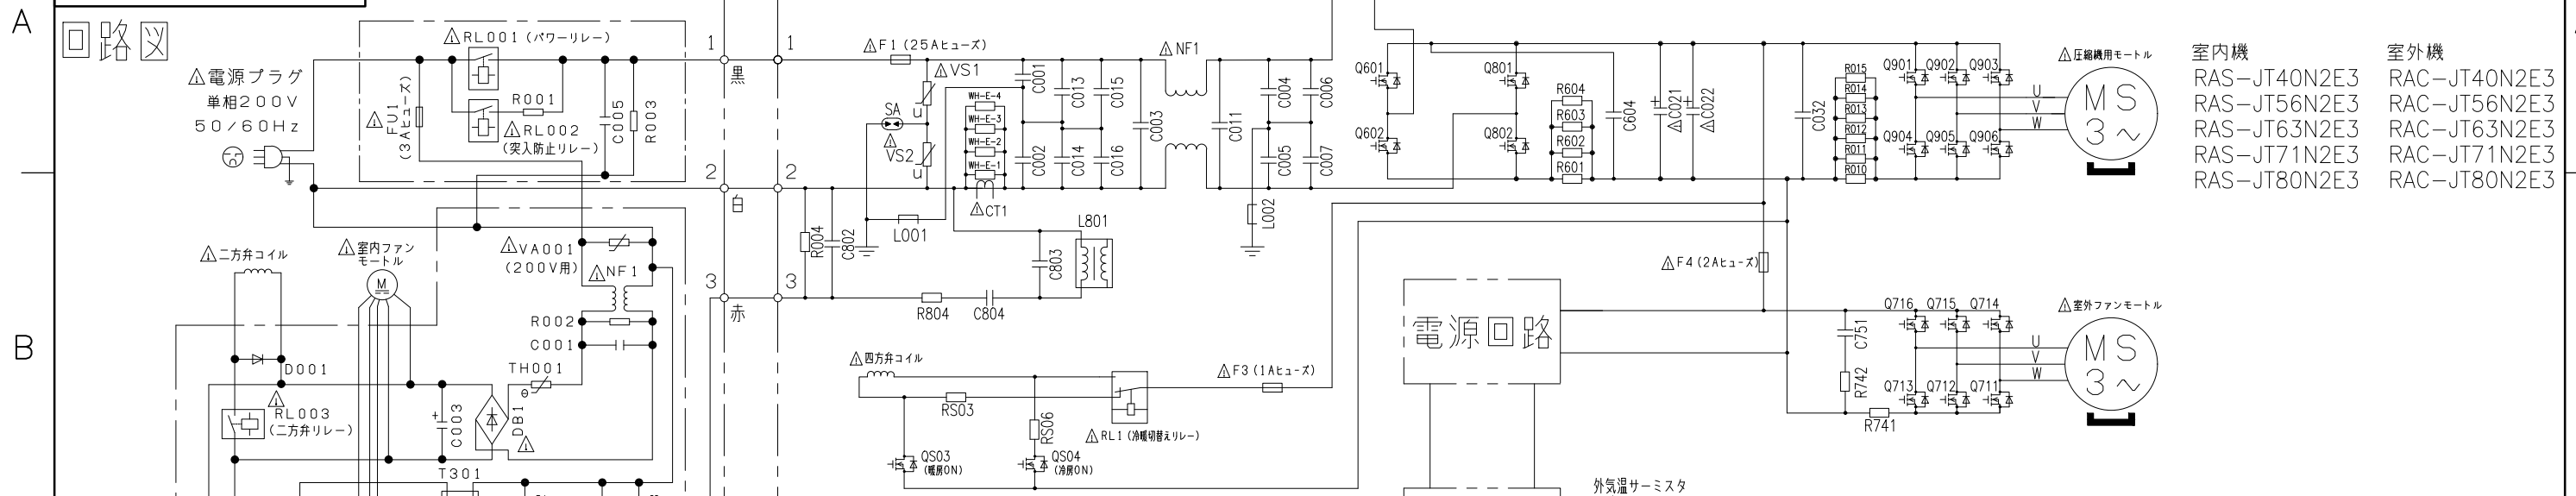 A
回路図
電源プラグ
単相200V
50/60Hz
RL001(パワーリレー)
FU1
(3Aヒューズ)
R001
RL002
(突入防止リレー)
C005
R003
1
1
黒
2
2
白
3
3
赤
F1(25Aヒューズ)
VS1
SA
VS2
u
u
WH-E-4
WH-E-3
WH-E-2
WH-E-1
CT1
L001
C001
C002
C013
C014
C015
C016
C003
NF1
C011
C004
C005
C006
C007
L002
R004
C802
R804
C804
C803
L801
Q601
Q602
Q801
Q802
R604
R603
R602
R601
C604
C021
C022
C032
R015
R014
R013
R012
R011
R010
Q901
Q902
Q903
Q904
Q905
Q906
U
V
W
圧縮機用モートル
MS
3~
室内機
RAS-JT40N2E3
RAS-JT56N2E3
RAS-JT63N2E3
RAS-JT71N2E3
RAS-JT80N2E3
室外機
RAC-JT40N2E3
RAC-JT56N2E3
RAC-JT63N2E3
RAC-JT71N2E3
RAC-JT80N2E3
B
二方弁コイル
室内ファン
モートル
M
VA001
(200V用)
NF1
R002
C001
TH001
θ
D001
RL003
(二方弁リレー)
C003
DB1
T301
四方弁コイル
RS03
RS06
QS03
(暖房ON)
QS04
(冷房ON)
RL1(冷暖切替えリレー)
F3(1Aヒューズ)
F4(2Aヒューズ)
電源回路
C751
R742
R741
Q716
Q715
Q714
Q713
Q712
Q711
U
V
W
室外ファンモートル
MS
3~
外気温サーミスタ